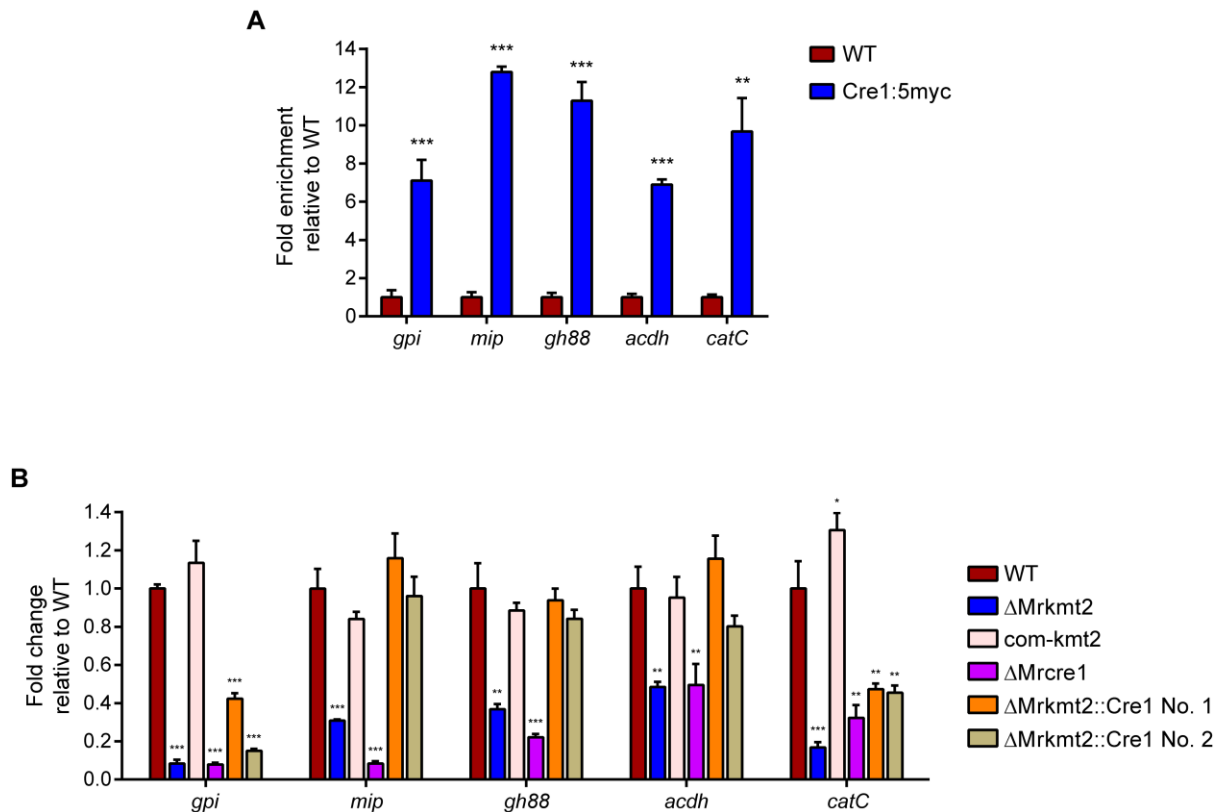 A
Fold enrichment
relative to WT
14
12
10
8
6
4
2
0
***
***
***
***
**
gpi
mip
gh88
acdh
catC
WT
Cre1:5myc
B
Fold change
relative to WT
1.4
1.2
1.0
0.8
0.6
0.4
0.2
0.0
***
***
***
***
***
***
**
***
**
**
*
***
**
**
**
gpi
mip
gh88
acdh
catC
WT
ΔMrkmt2
com-kmt2
ΔMrcre1
ΔMrkmt2::Cre1 No. 1
ΔMrkmt2::Cre1 No. 2